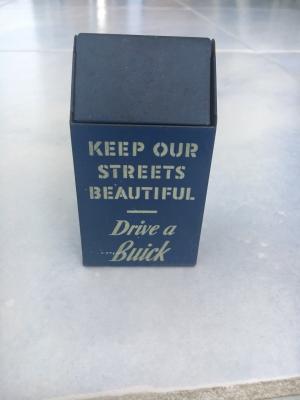 KEEP OUR
STREETS
BEAUTIFUL
Drive a
Buick